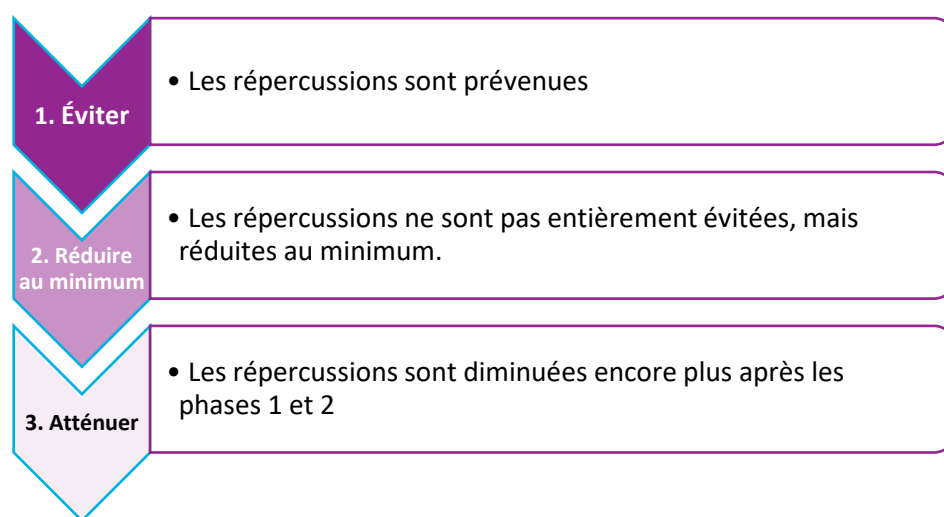 1. Éviter
• Les répercussions sont prévenues
2. Réduire
au minimum
• Les répercussions ne sont pas entièrement évitées, mais
réduites au minimum.
3. Atténuer
• Les répercussions sont diminuées encore plus après les
phases 1 et 2